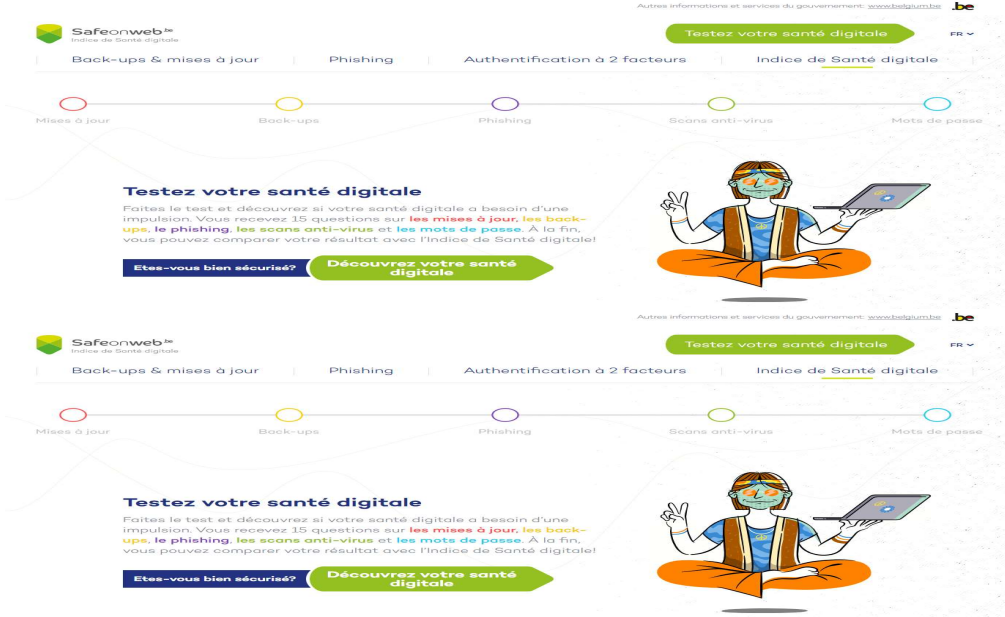 Autres informations et services du gouvernement: www.belgium.be .be
Safeonweb.be
Indice de Santé digitale
Testez votre santé digitale
FR
Back-ups & mises à jour Phishing Authentification à 2 facteurs Indice de Santé digitale
Mises à jour Back-ups Phishing Scans anti-virus Mots de passe
Testez votre santé digitale
Faites le test et découvrez si votre santé digitale a besoin d'une
impulsion. Vous recevez 15 questions sur les mises à jour, les back-
ups, le phishing, les scans anti-virus et les mots de passe. À la fin,
vous pouvez comparer votre résultat avec l'Indice de Santé digitale!
Etes-vous bien sécurisé?
Découvrez votre santé
digitale
Autres informations et services du gouvernement: www.belgium.be .be
Safeonweb.be
Indice de Santé digitale
Testez votre santé digitale
FR
Back-ups & mises à jour Phishing Authentification à 2 facteurs Indice de Santé digitale
Mises à jour Back-ups Phishing Scans anti-virus Mots de passe
Testez votre santé digitale
Faites le test et découvrez si votre santé digitale a besoin d'une
impulsion. Vous recevez 15 questions sur les mises à jour, les back-
ups, le phishing, les scans anti-virus et les mots de passe. À la fin,
vous pouvez comparer votre résultat avec l'Indice de Santé digitale!
Etes-vous bien sécurisé?
Découvrez votre santé
digitale